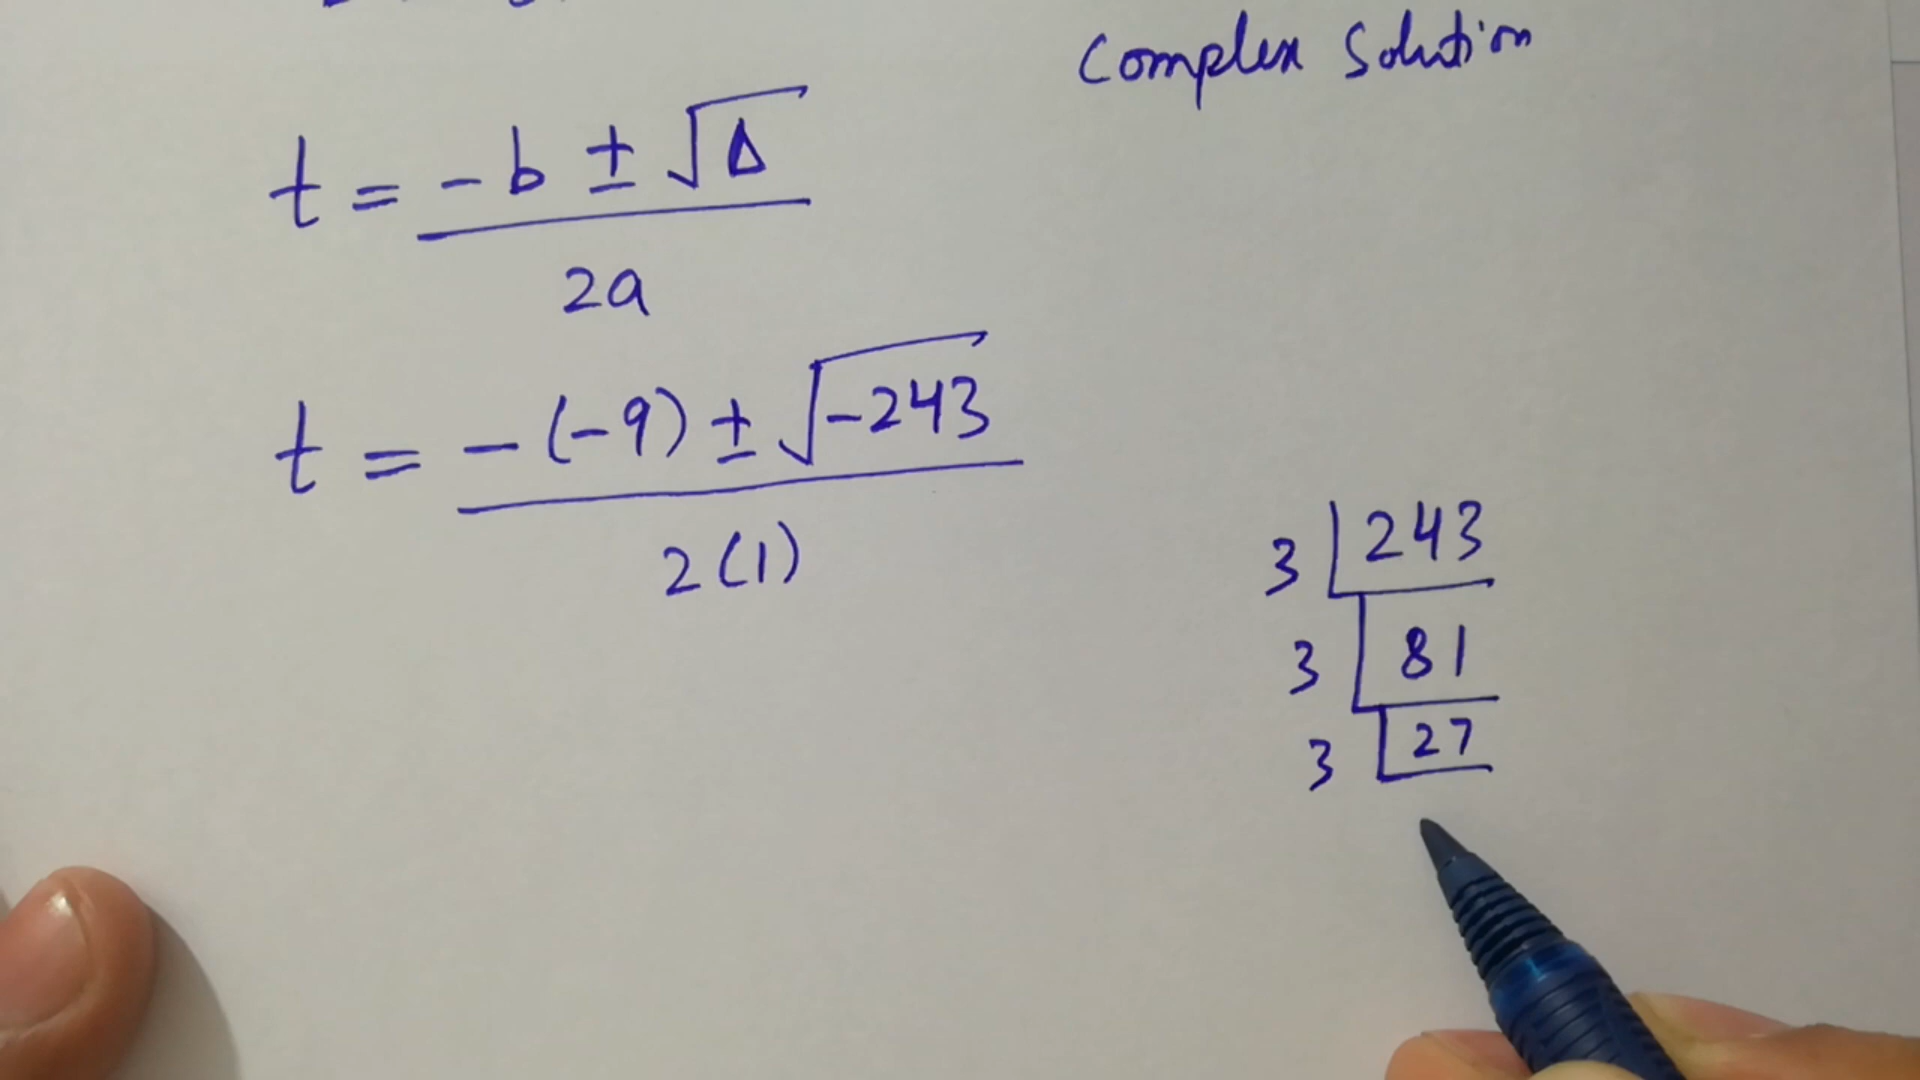 Complex Solution
t = -b ± √Δ
2a
t = -(-9) ± √-243
2(1)
3 | 243
3 | 81
3 | 27